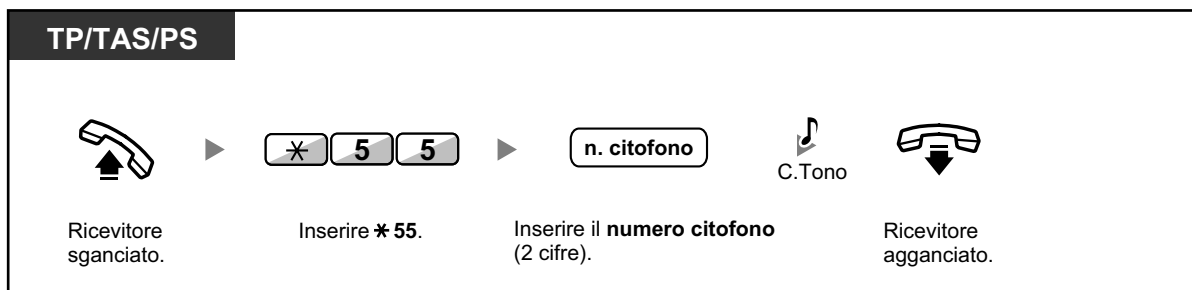 TP/TAS/PS
* 5 5
n. citofono
C.Tono
Ricevitore
sganciato.
Inserire * 55.
Inserire il numero citofono
(2 cifre).
Ricevitore
agganciato.